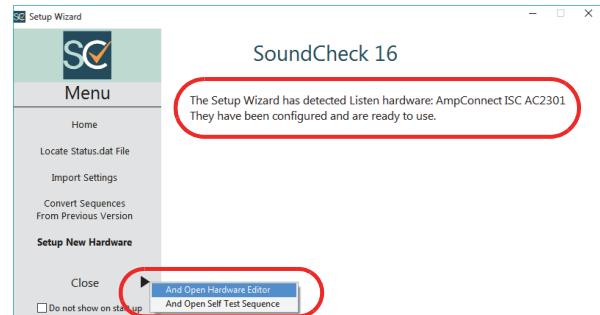 SC Setup Wizard
SC
SoundCheck 16
Menu
The Setup Wizard has detected Listen hardware: AmpConnect ISC AC2301
They have been configured and are ready to use.
Home
Locate Status.dat File
Import Settings
Convert Sequences
From Previous Version
Setup New Hardware
Close
And Open Hardware Editor
And Open Self Test Sequence
Do not show on start up